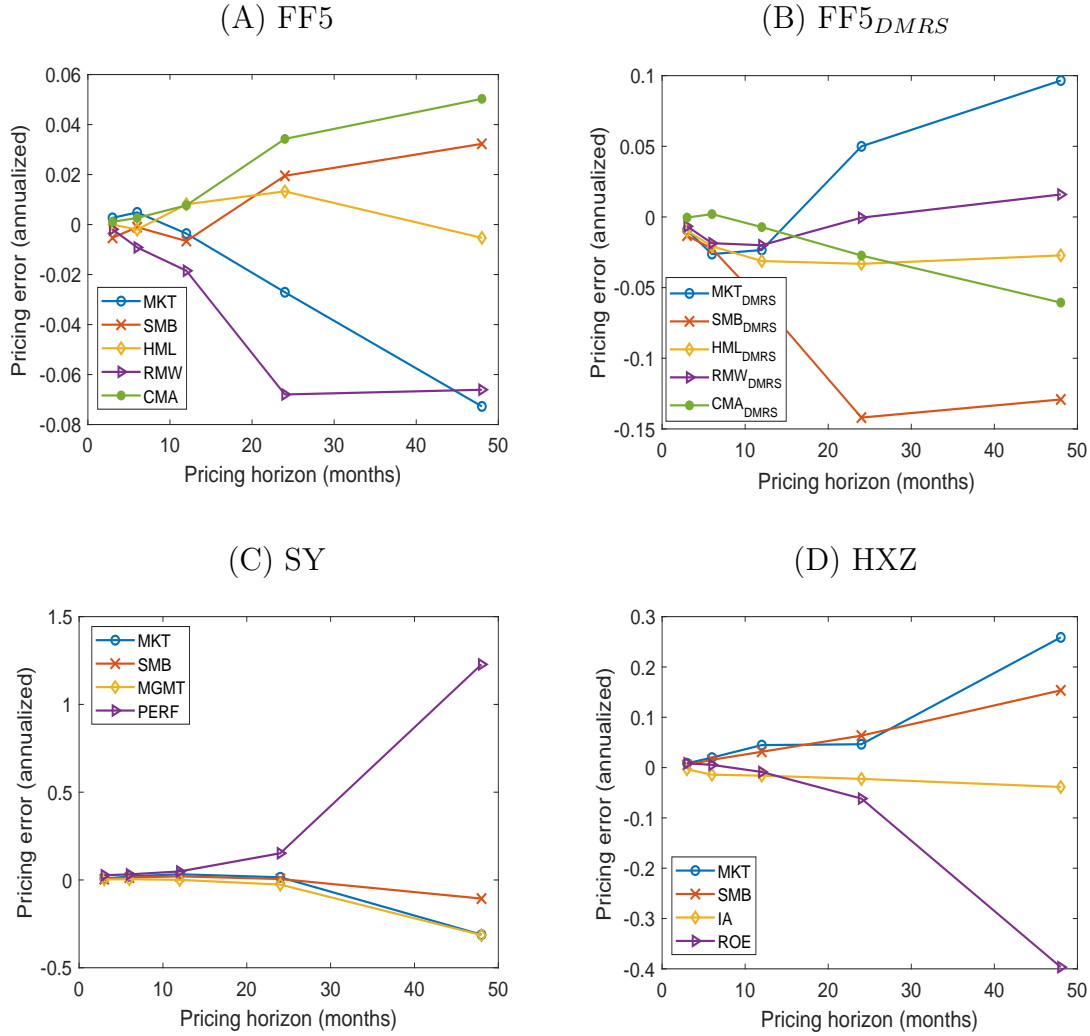 (A) FF5
(B) FF5DMRS
0.06
0.04
0.02
0
-0.02
-0.04
-0.06
-0.08
Pricing error (annualized)
MKT
SMB
HML
RMW
CMA
0 10 20 30 40 50
Pricing horizon (months)
0.1
0.05
0
-0.05
-0.1
-0.15
Pricing error (annualized)
MKTDMRS
SMBDMRS
HMLDMRS
RMWDMRS
CMADMRS
0 10 20 30 40 50
Pricing horizon (months)
(C) SY
(D) HXZ
1.5
1
0.5
0
-0.5
Pricing error (annualized)
MKT
SMB
MGMT
PERF
0 10 20 30 40 50
Pricing horizon (months)
0.3
0.2
0.1
0
-0.1
-0.2
-0.3
-0.4
Pricing error (annualized)
MKT
SMB
IA
ROE
0 10 20 30 40 50
Pricing horizon (months)